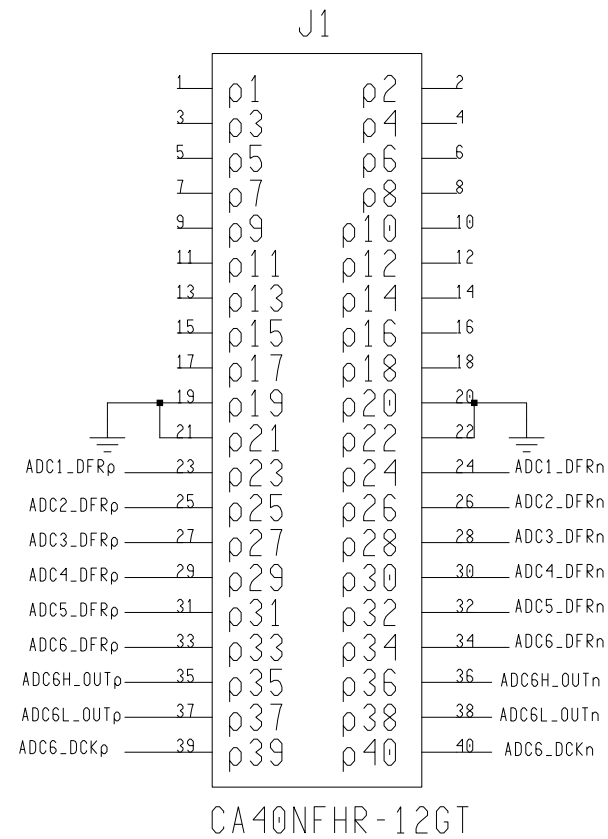 J1
1 p1 p2 2
3 p3 p4 4
5 p5 p6 6
7 p7 p8 8
9 p9 p10 10
11 p11 p12 12
13 p13 p14 14
15 p15 p16 16
17 p17 p18 18
19 p19 p20 20
21 p21 p22 22
ADC1_DFRp 23 p23 p24 24 ADC1_DFRn
ADC2_DFRp 25 p25 p26 26 ADC2_DFRn
ADC3_DFRp 27 p27 p28 28 ADC3_DFRn
ADC4_DFRp 29 p29 p30 30 ADC4_DFRn
ADC5_DFRp 31 p31 p32 32 ADC5_DFRn
ADC6_DFRp 33 p33 p34 34 ADC6_DFRn
ADC6H_OUTp 35 p35 p36 36 ADC6H_OUTn
ADC6L_OUTp 37 p37 p38 38 ADC6L_OUTn
ADC6_DCKp 39 p39 p40 40 ADC6_DCKn
CA40NFHR-12GT